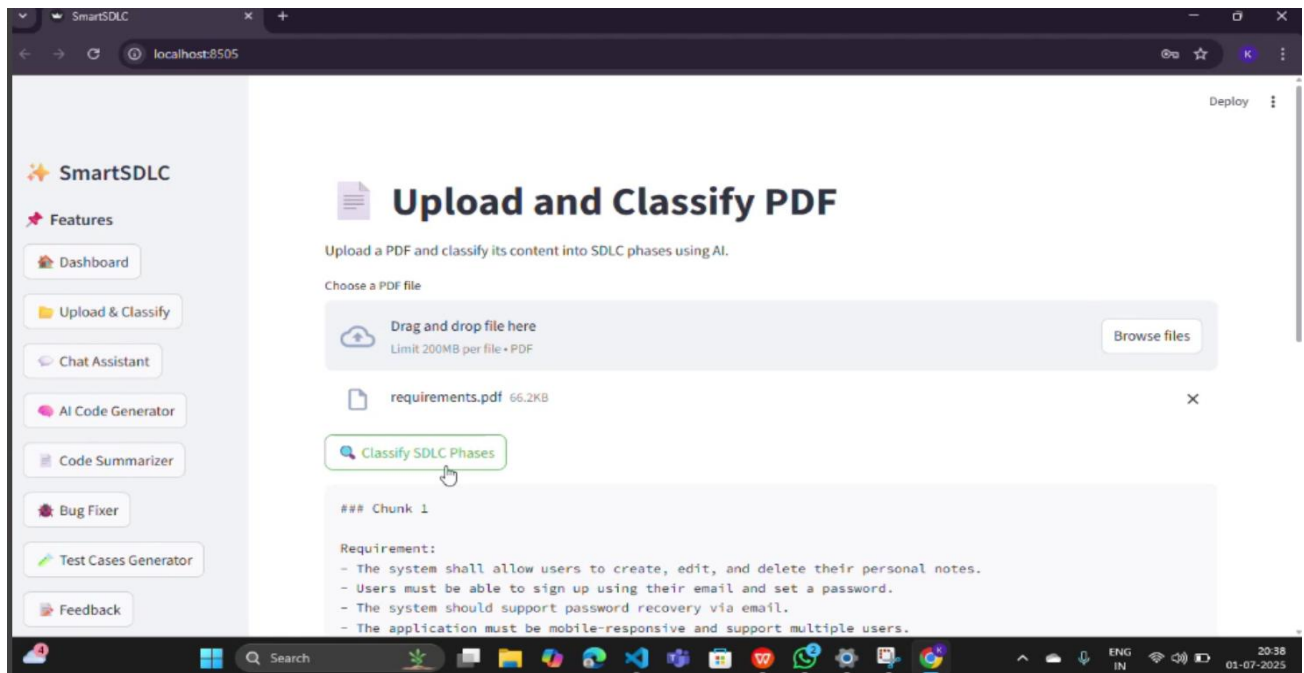 SmartSDLC
localhost:8505
K
Deploy
SmartSDLC
Features
Dashboard
Upload & Classify
Chat Assistant
AI Code Generator
Code Summarizer
Bug Fixer
Test Cases Generator
Feedback
Upload and Classify PDF
Upload a PDF and classify its content into SDLC phases using AI.
Choose a PDF file
Drag and drop file here
Limit 200MB per file • PDF
Browse files
requirements.pdf 66.2KB
Classify SDLC Phases
### Chunk 1
Requirement:
- The system shall allow users to create, edit, and delete their personal notes.
- Users must be able to sign up using their email and set a password.
- The system should support password recovery via email.
- The application must be mobile-responsive and support multiple users.
4
Search
2
K
ENG
IN
20:38
01-07-2025